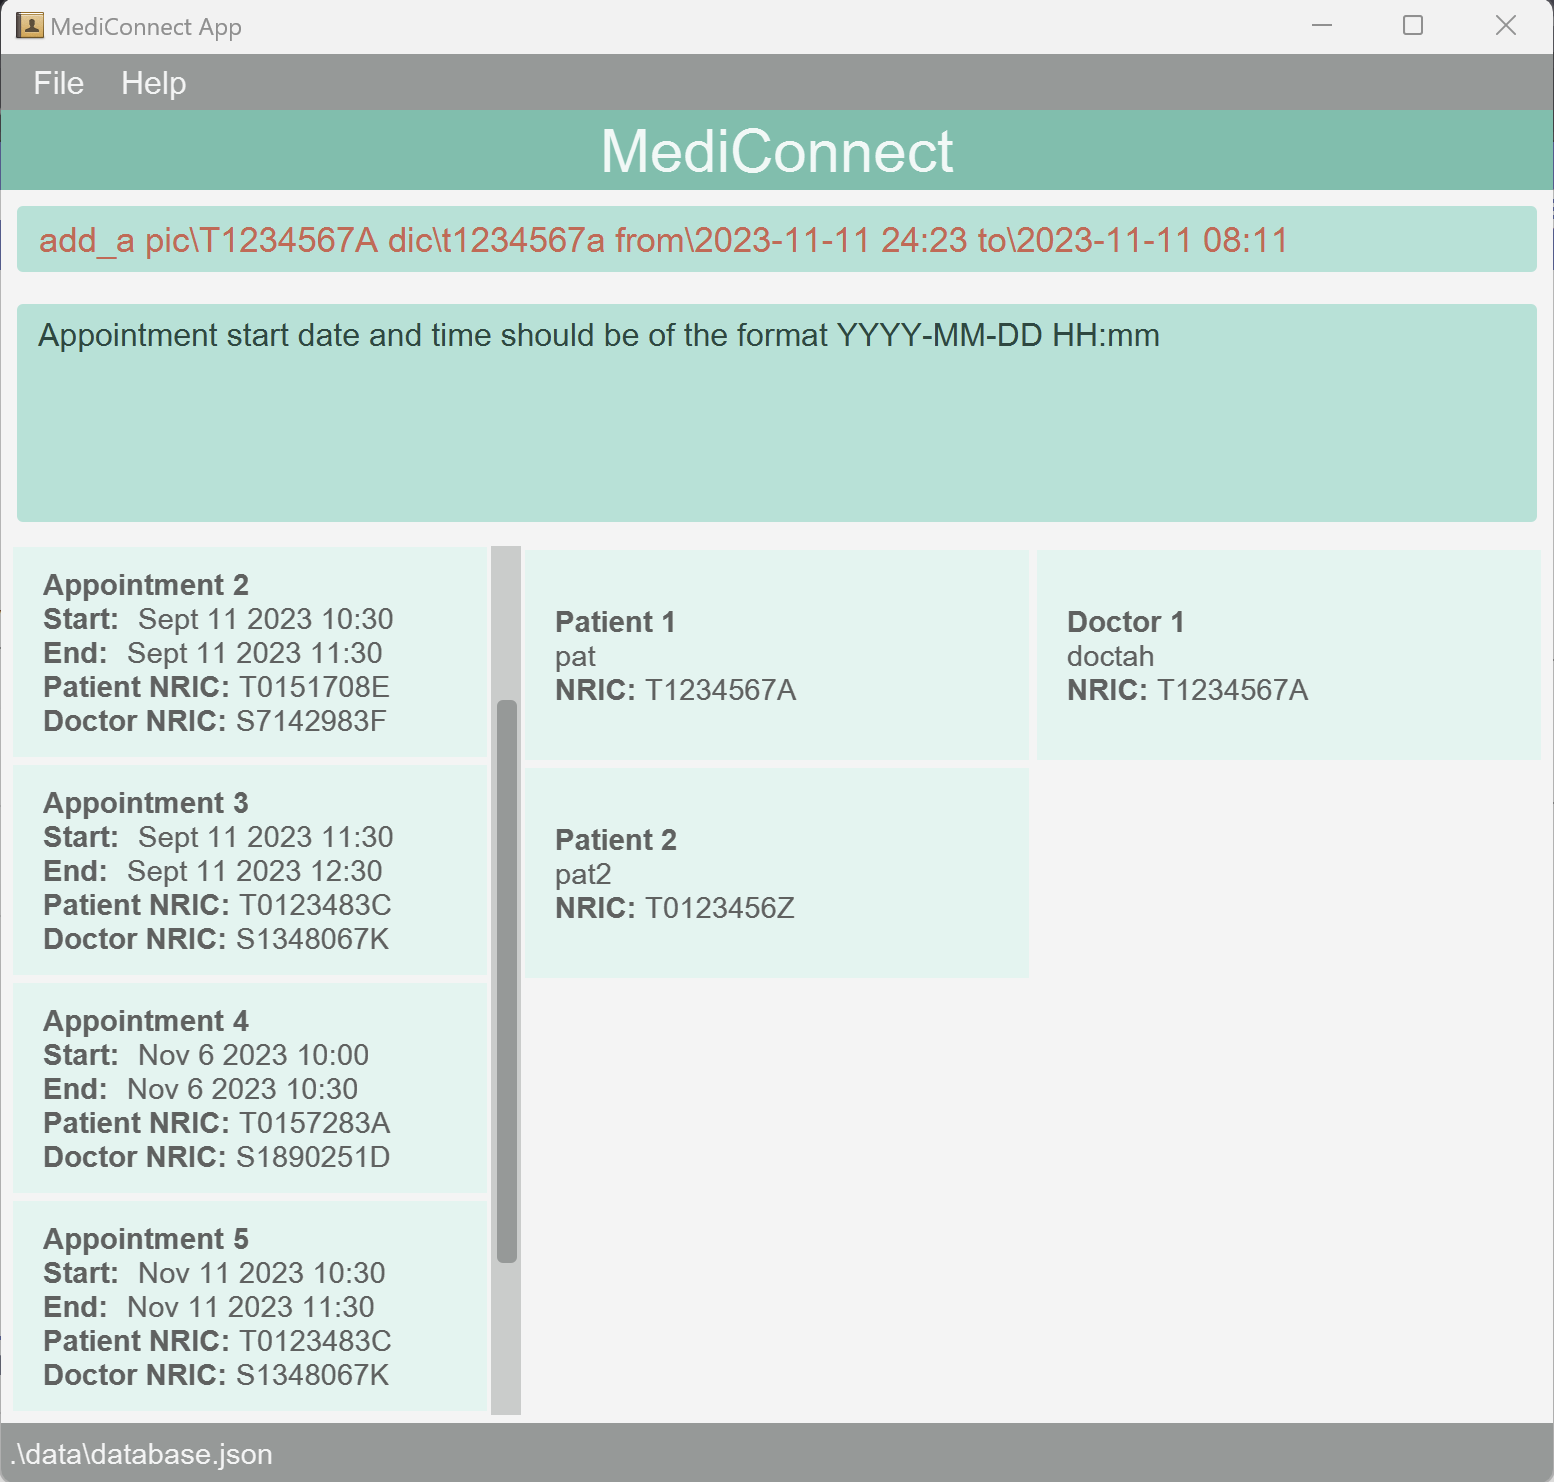 MediConnect App
File Help
MediConnect
add_a pic\T1234567A dic\t1234567a from\2023-11-11 24:23 to\2023-11-11 08:11
Appointment start date and time should be of the format YYYY-MM-DD HH:mm
Appointment 2
Start: Sept 11 2023 10:30
End: Sept 11 2023 11:30
Patient NRIC: T0151708E
Doctor NRIC: S7142983F
Appointment 3
Start: Sept 11 2023 11:30
End: Sept 11 2023 12:30
Patient NRIC: T0123483C
Doctor NRIC: S1348067K
Appointment 4
Start: Nov 6 2023 10:00
End: Nov 6 2023 10:30
Patient NRIC: T0157283A
Doctor NRIC: S1890251D
Appointment 5
Start: Nov 11 2023 10:30
End: Nov 11 2023 11:30
Patient NRIC: T0123483C
Doctor NRIC: S1348067K
Patient 1
pat
NRIC: T1234567A
Patient 2
pat2
NRIC: T0123456Z
Doctor 1
doctah
NRIC: T1234567A
.\data\database.json